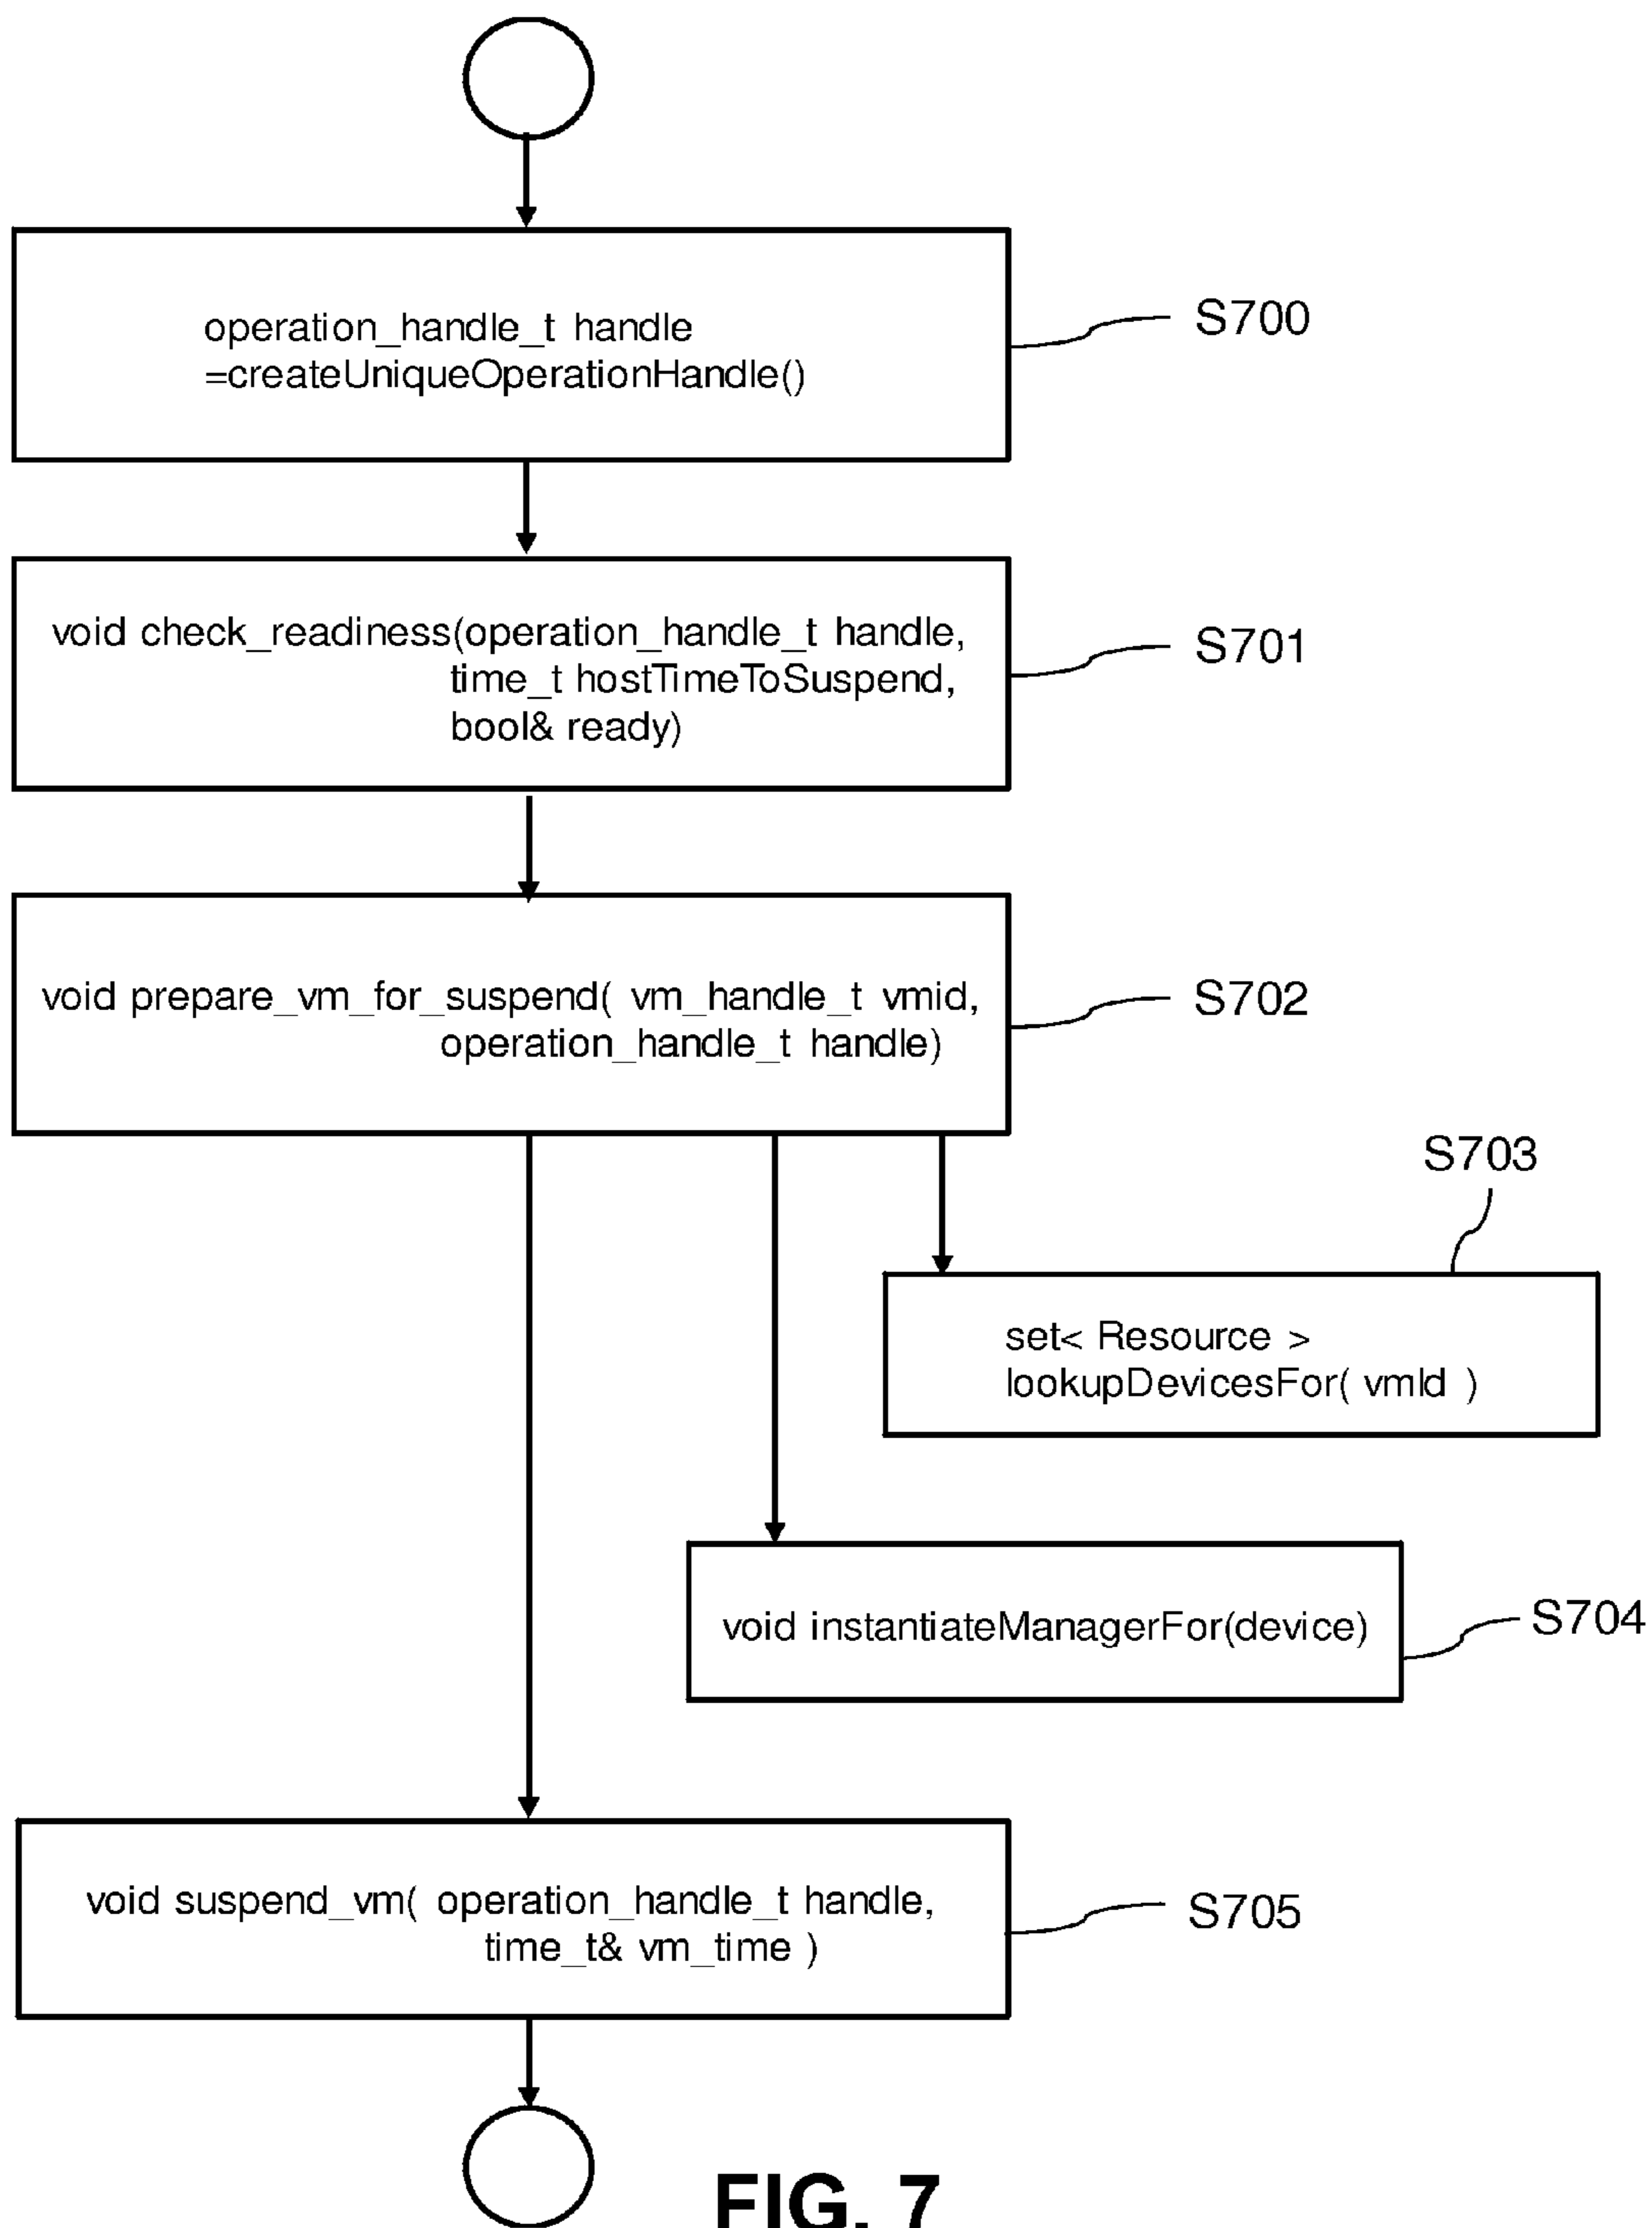 operation_handle_t handle
=createUniqueOperationHandle()
S700
void check_readiness(operation_handle_t handle,
time_t hostTimeToSuspend,
bool& ready)
S701
void prepare_vm_for_suspend( vm_handle_t vmid,
operation_handle_t handle)
S702
S703
set< Resource >
lookupDevicesFor( vmId )
void instantiateManagerFor(device)
S704
void suspend_vm( operation_handle_t handle,
time_t& vm_time )
S705
FIG. 7